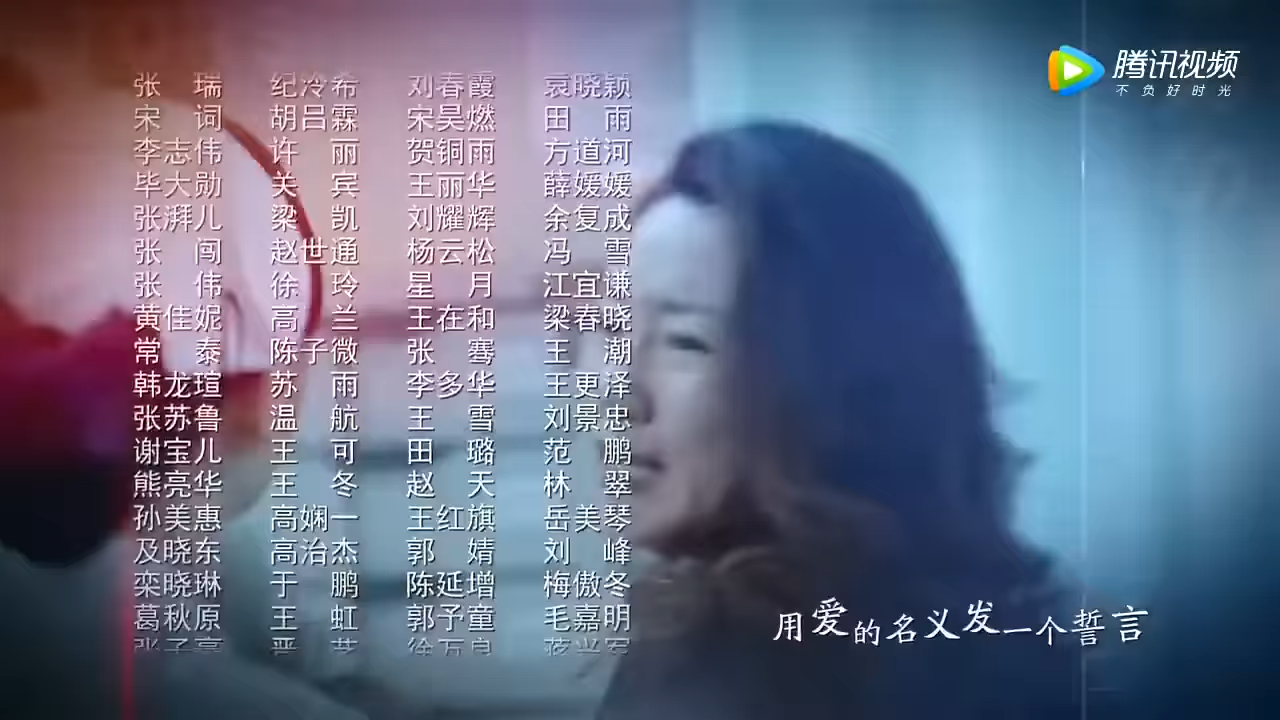 腾讯视频
不负好时光
张 瑞 纪冷希 刘春霞 袁晓颖
宋 词 胡吕霖 宋昊燃 田 雨
李志伟 许 丽 贺铜雨 方道河
毕大勋 关 宾 王丽华 薛媛媛
张湃儿 梁 凯 刘耀辉 余复成
张 闯 赵世通 杨云松 冯 雪
张 伟 徐 玲 星 月 江宜谦
黄佳妮 高 兰 王在和 梁春晓
常 泰 陈子微 张 骞 王 潮
韩龙瑄 苏 雨 李多华 王更泽
张苏鲁 温 航 王 雪 刘景忠
谢宝儿 王 可 田 璐 范 鹏
熊亮华 王 冬 赵 天 林 翠
孙美惠 高娴一 王红旗 岳美琴
及晓东 高治杰 郭 婧 刘 峰
栾晓琳 于 鹏 陈延增 梅傲冬
葛秋原 王 虹 郭予童 毛嘉明
用爱的名义发一个誓言